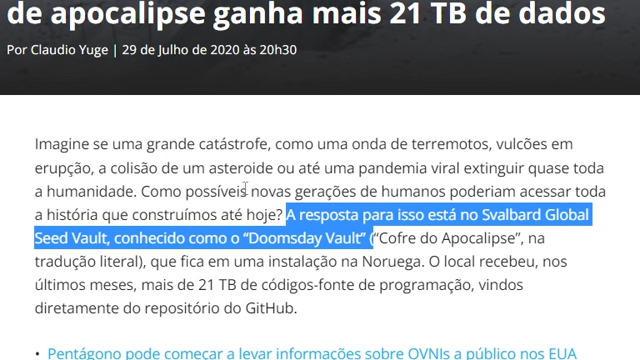 de apocalipse ganha mais 21 TB de dados
Por Claudio Yuge | 29 de Julho de 2020 às 20h30
Imagine se uma grande catástrofe, como uma onda de terremotos, vulcões em
erupção, a colisão de um asteroide ou até uma pandemia viral extinguir quase toda
a humanidade. Como possíveis novas gerações de humanos poderiam acessar toda
a história que construímos até hoje? A resposta para isso está no Svalbard Global
Seed Vault, conhecido como o “Doomsday Vault” (“Cofre do Apocalipse”, na
tradução literal), que fica em uma instalação na Noruega. O local recebeu, nos
últimos meses, mais de 21 TB de códigos-fonte de programação, vindos
diretamente do repositório do GitHub.
• Pentágono pode começar a levar informações sobre OVNIs a público nos EUA